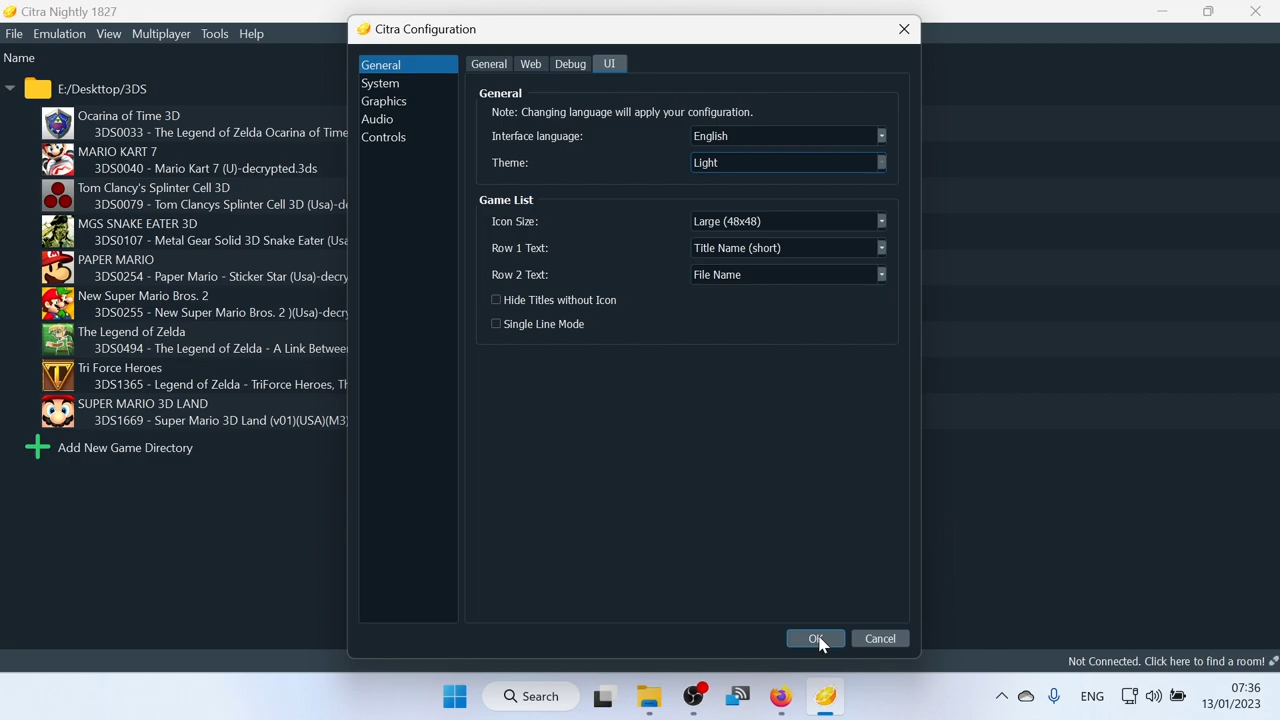 Citra Nightly 1827
File Emulation View Multiplayer Tools Help
Name
E:/Deskttop/3DS
Ocarina of Time 3D
3DS0033 - The Legend of Zelda Ocarina of Time
MARIO KART 7
3DS0040 - Mario Kart 7 (U)-decrypted.3ds
Tom Clancy's Splinter Cell 3D
3DS0079 - Tom Clancys Splinter Cell 3D (Usa)-de
MGS SNAKE EATER 3D
3DS0107 - Metal Gear Solid 3D Snake Eater (Usa
PAPER MARIO
3DS0254 - Paper Mario - Sticker Star (Usa)-decry
New Super Mario Bros. 2
3DS0255 - New Super Mario Bros. 2 )(Usa)-decry
The Legend of Zelda
3DS0494 - The Legend of Zelda - A Link Between
Tri Force Heroes
3DS1365 - Legend of Zelda - TriForce Heroes, Th
SUPER MARIO 3D LAND
3DS1669 - Super Mario 3D Land (v01)(USA)(M3)
Add New Game Directory
Citra Configuration
General
System
Graphics
Audio
Controls
General Web Debug UI
General
Note: Changing language will apply your configuration.
Interface language: English
Theme: Light
Game List
Icon Size: Large (48x48)
Row 1 Text: Title Name (short)
Row 2 Text: File Name
Hide Titles without Icon
Single Line Mode
OK Cancel
Not Connected. Click here to find a room!
Search
ENG
07:36
13/01/2023